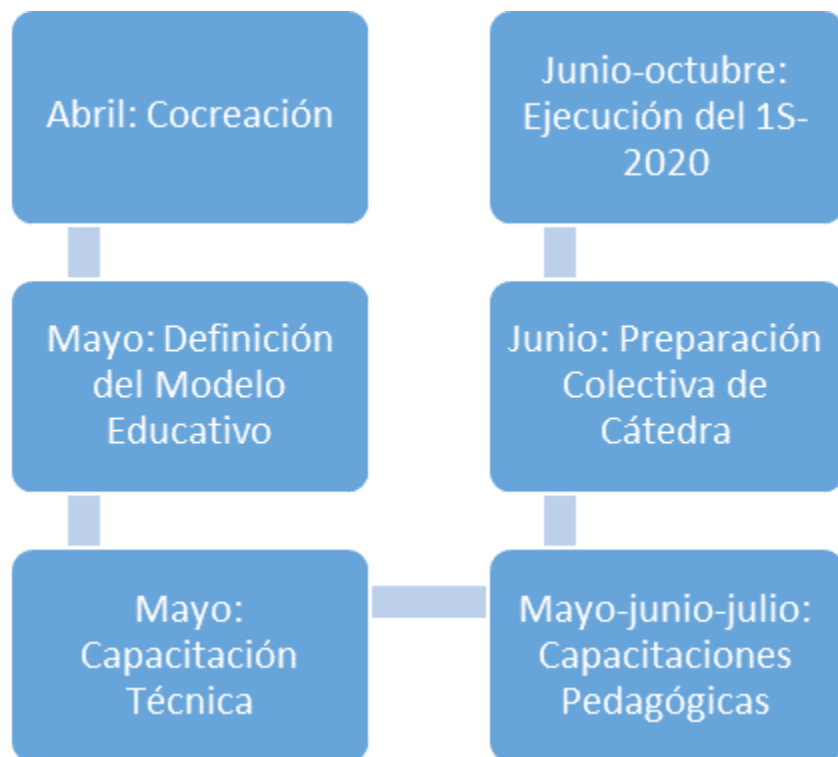 Abril: Cocreación
Mayo: Definición
del Modelo
Educativo
Mayo:
Capacitación
Técnica
Mayo-junio-julio:
Capacitaciones
Pedagógicas
Junio: Preparación
Colectiva de
Cátedra
Junio-octubre:
Ejecución del 1S-
2020